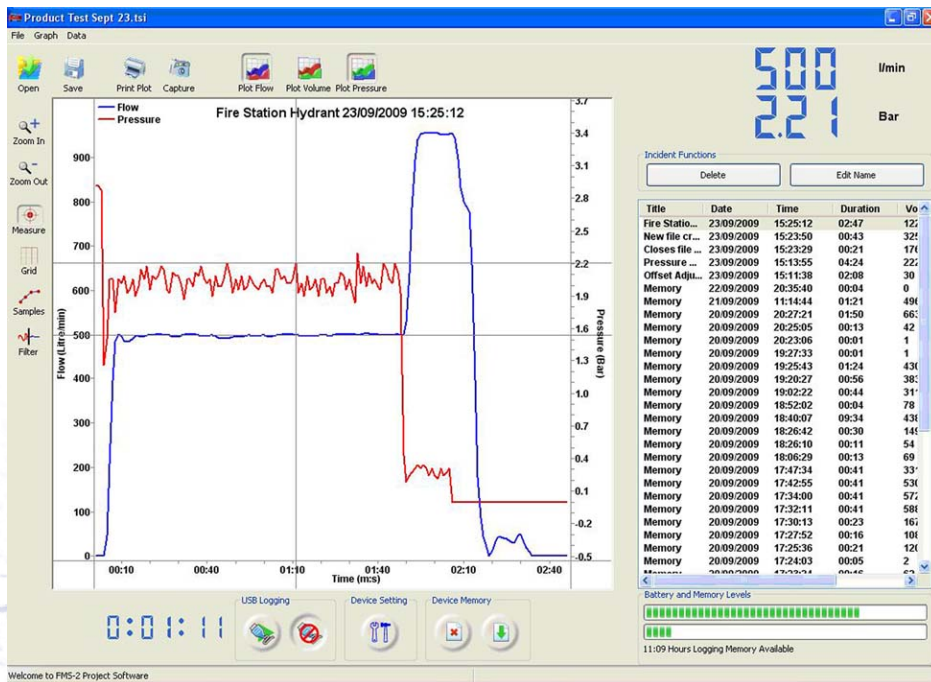 Product Test Sept 23.tsi
File Graph Data
Open Save Print Plot Capture Plot Flow Plot Volume Plot Pressure
500 l/min
2.21 Bar
Zoom In
Zoom Out
Measure
Grid
Samples
Filter
Flow
Pressure
Fire Station Hydrant 23/09/2009 15:25:12
900
800
700
600
500
400
300
200
100
0
Flow (Litre/min)
3.7
3.4
3.1
2.8
2.5
2.2
1.9
1.6
1.3
1.0
0.7
0.4
0.1
-0.2
-0.5
Pressure (Bar)
00:10 00:40 01:10 01:40 02:10 02:40
Time (m:s)
Incident Functions
Delete Edit Name
Title Date Time Duration Vo
Fire Statio... 23/09/2009 15:25:12 02:47 122
New file cr... 23/09/2009 15:23:50 00:43 325
Closes file ... 23/09/2009 15:23:29 00:21 176
Pressure ... 23/09/2009 15:13:55 04:24 222
Offset Adju... 23/09/2009 15:11:38 02:08 30
Memory 22/09/2009 20:35:40 00:04 0
Memory 21/09/2009 11:14:44 01:21 496
Memory 20/09/2009 20:27:21 01:50 663
Memory 20/09/2009 20:25:05 00:13 42
Memory 20/09/2009 20:23:06 00:01 1
Memory 20/09/2009 19:27:33 00:01 1
Memory 20/09/2009 19:25:43 01:24 430
Memory 20/09/2009 19:20:27 00:56 383
Memory 20/09/2009 19:02:22 00:44 311
Memory 20/09/2009 18:52:02 00:04 78
Memory 20/09/2009 18:40:07 09:34 438
Memory 20/09/2009 18:26:42 00:30 149
Memory 20/09/2009 18:26:10 00:11 54
Memory 20/09/2009 18:06:29 00:13 69
Memory 20/09/2009 17:47:34 00:41 331
Memory 20/09/2009 17:42:55 00:41 530
Memory 20/09/2009 17:34:00 00:41 572
Memory 20/09/2009 17:32:11 00:41 588
Memory 20/09/2009 17:30:13 00:23 167
Memory 20/09/2009 17:27:52 00:16 108
Memory 20/09/2009 17:25:36 00:21 120
Memory 20/09/2009 17:24:03 00:05 2
0:01:11
USB Logging Device Setting Device Memory
Battery and Memory Levels
11:09 Hours Logging Memory Available
Welcome to FMS-2 Project Software